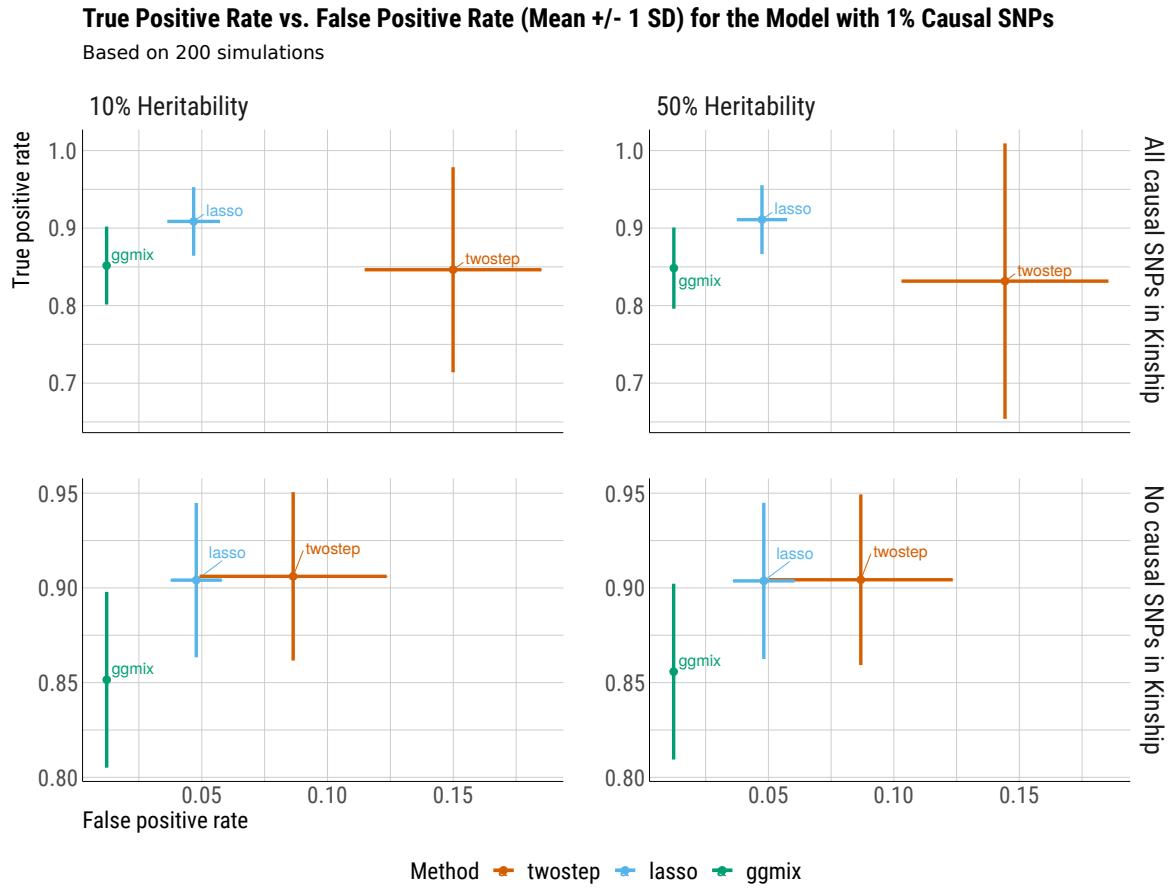 True Positive Rate vs. False Positive Rate (Mean +/- 1 SD) for the Model with 1% Causal SNPs
Based on 200 simulations
10% Heritability
50% Heritability
True positive rate
1.0
0.9
0.8
0.7
lasso
ggmix
twostep
1.0
0.9
0.8
0.7
lasso
ggmix
twostep
All causal SNPs in Kinship
0.95
0.90
0.85
0.80
lasso
twostep
ggmix
0.95
0.90
0.85
0.80
lasso
twostep
ggmix
No causal SNPs in Kinship
0.05
0.10
0.15
0.05
0.10
0.15
False positive rate
Method twostep lasso ggmix